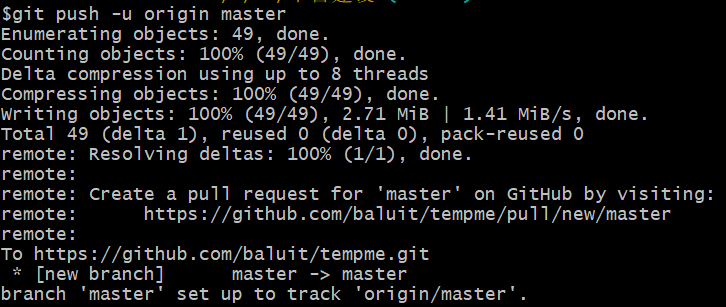 $git push -u origin master
Enumerating objects: 49, done.
Counting objects: 100% (49/49), done.
Delta compression using up to 8 threads
Compressing objects: 100% (49/49), done.
Writing objects: 100% (49/49), 2.71 MiB | 1.41 MiB/s, done.
Total 49 (delta 1), reused 0 (delta 0), pack-reused 0
remote: Resolving deltas: 100% (1/1), done.
remote:
remote: Create a pull request for 'master' on GitHub by visiting:
remote:      https://github.com/baluit/tempme/pull/new/master
remote:
To https://github.com/baluit/tempme.git
 * [new branch]      master -> master
branch 'master' set up to track 'origin/master'.